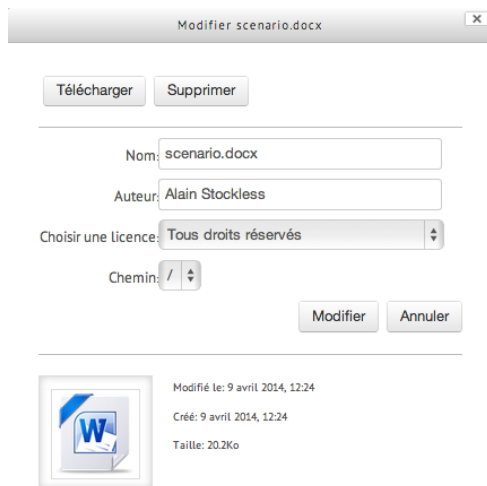 Modifier scenario.docx
Télécharger Supprimer
Nom: scenario.docx
Auteur: Alain Stockless
Choisir une licence: Tous droits réservés
Chemin: /
Modifier Annuler
Modifié le: 9 avril 2014, 12:24
Créé: 9 avril 2014, 12:24
Taille: 20.2Ko
W